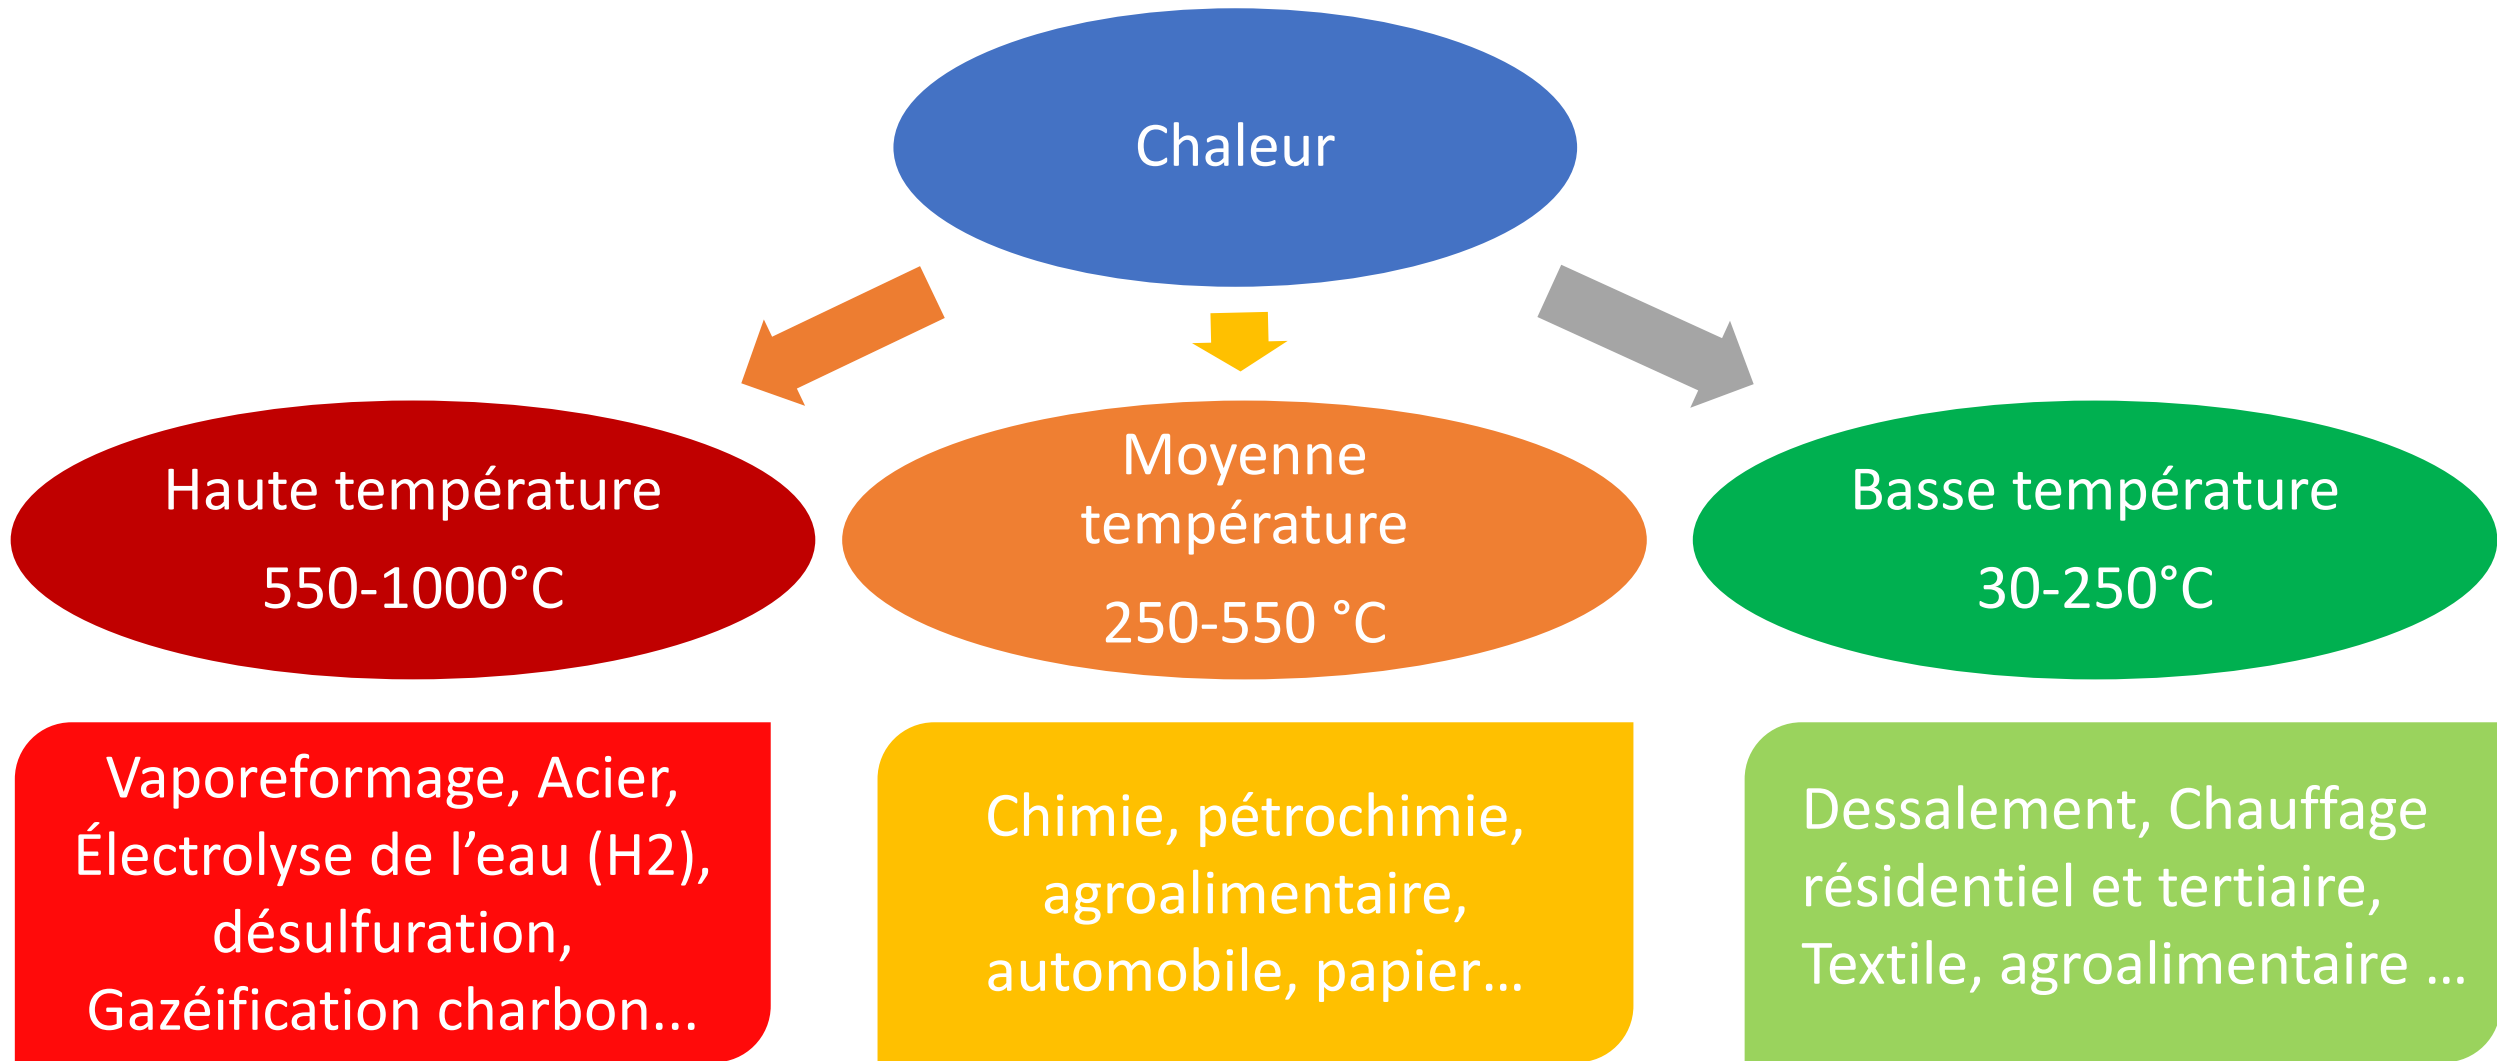 Chaleur
Haute température
550-1000°C
Moyenne
température
250-550 °C
Basse température
30-250°C
Vaporeformage, Acier,
Électrolyse de l’eau (H2),
désulfuration,
Gazéification charbon...
Chimie, pétrochimie,
agroalimentaire,
automobile, papier...
Dessalement, Chauffage
résidentiel et tertiaire,
Textile, agroalimentaire ...